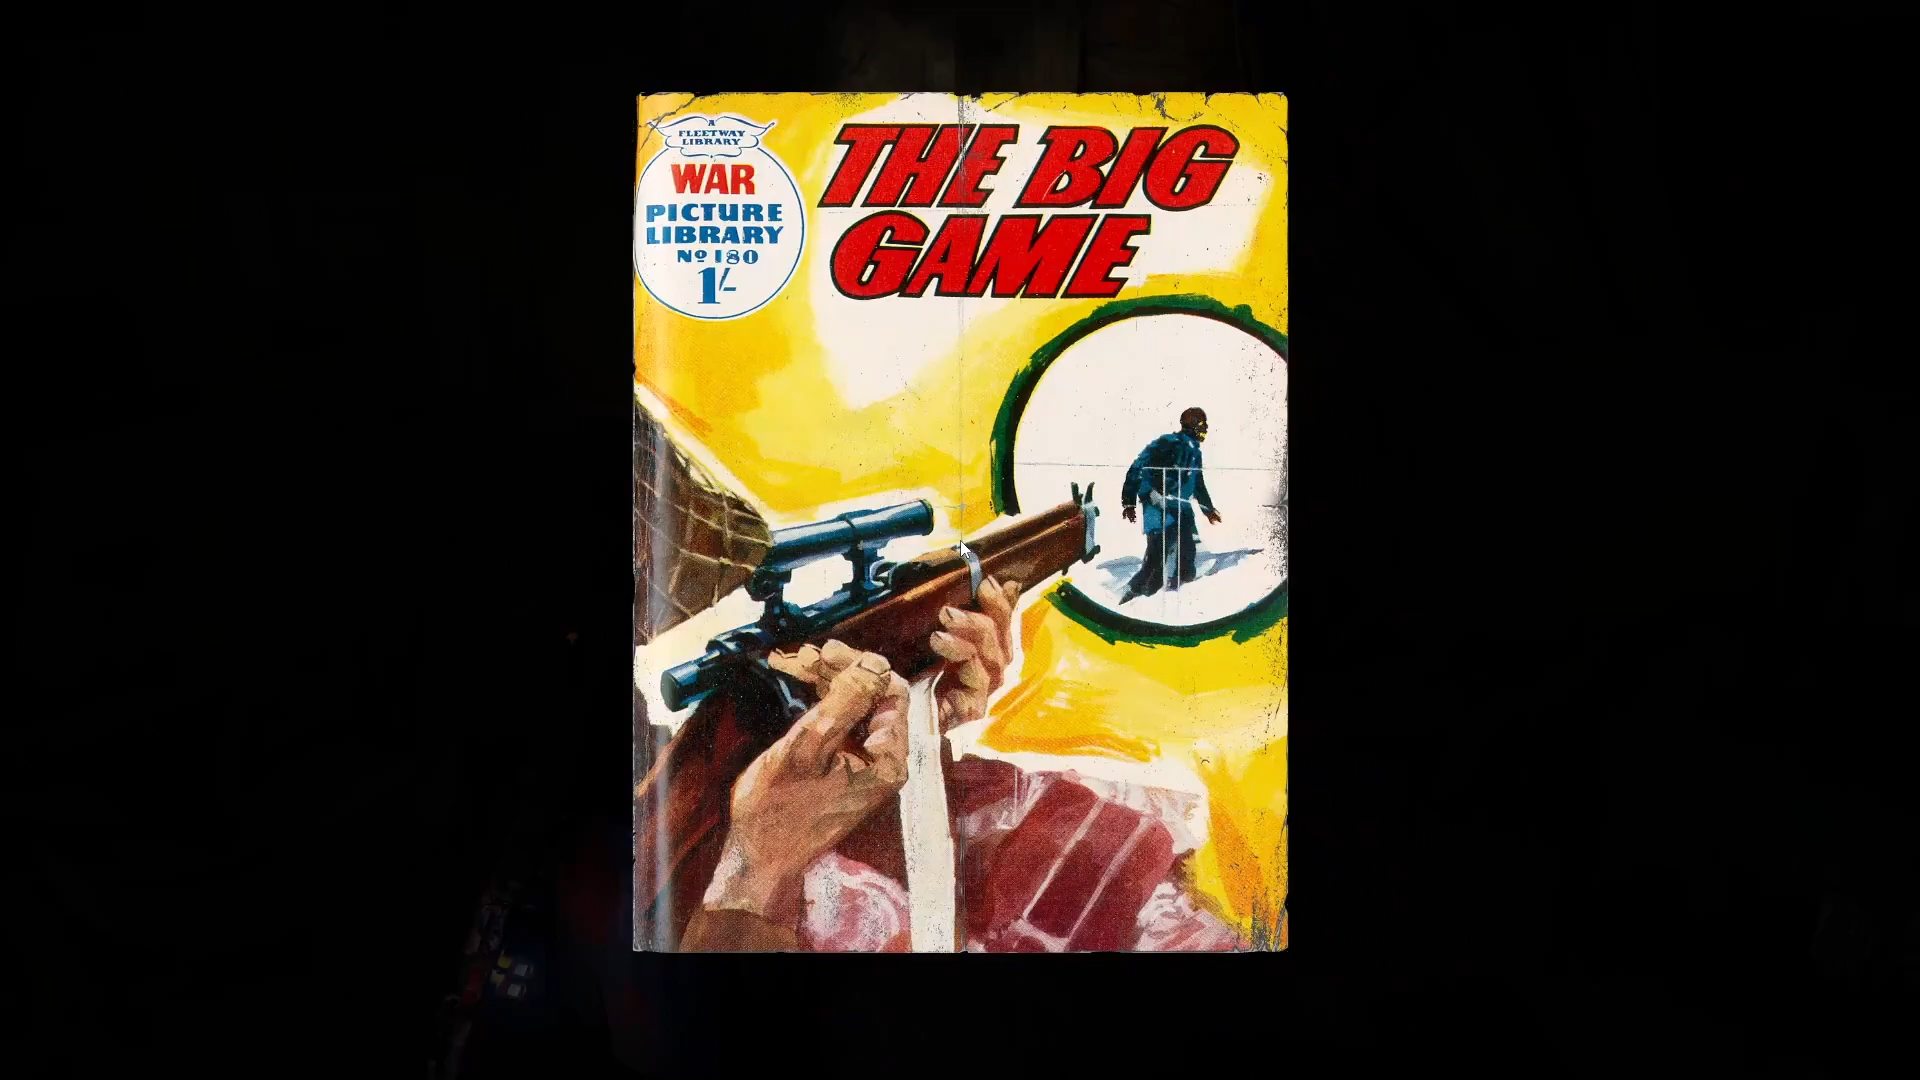 A
FLEETWAY
LIBRARY
WAR
PICTURE
LIBRARY
Nº 180
1/-
THE BIG
GAME